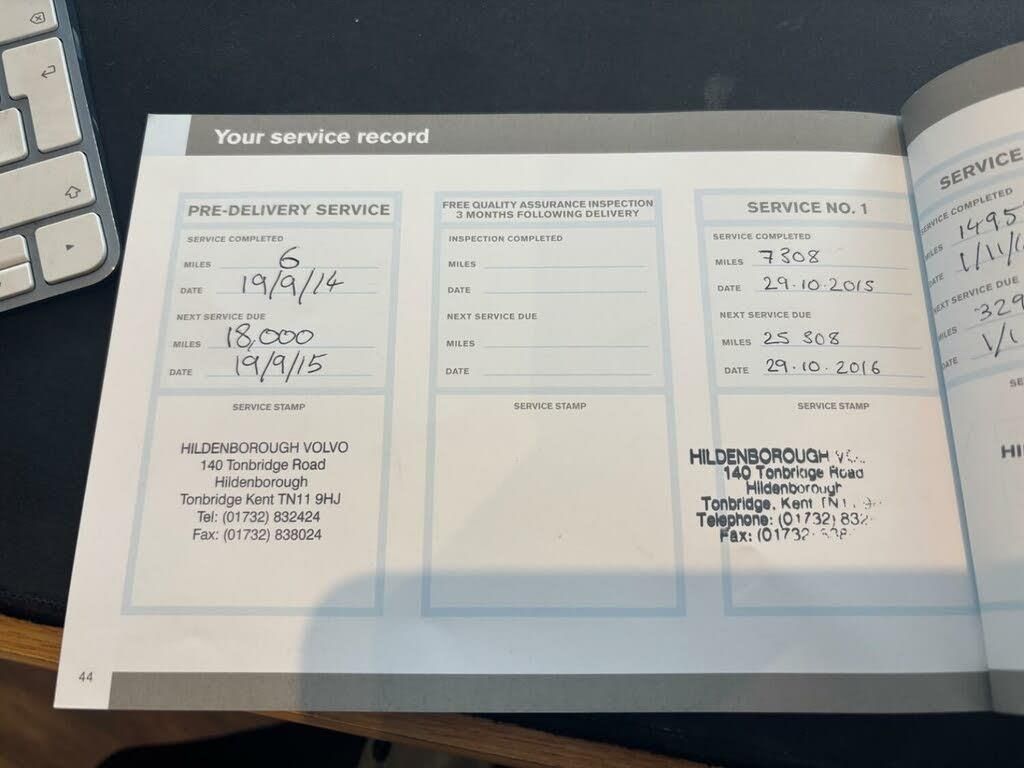 Your service record
PRE-DELIVERY SERVICE
SERVICE COMPLETED
MILES 6
DATE 19/9/14
NEXT SERVICE DUE
MILES 18,000
DATE 19/9/15
SERVICE STAMP
HILDENBOROUGH VOLVO
140 Tonbridge Road
Hildenborough
Tonbridge Kent TN11 9HJ
Tel: (01732) 832424
Fax: (01732) 838024
FREE QUALITY ASSURANCE INSPECTION
3 MONTHS FOLLOWING DELIVERY
INSPECTION COMPLETED
MILES
DATE
NEXT SERVICE DUE
MILES
DATE
SERVICE STAMP
SERVICE NO. 1
SERVICE COMPLETED
MILES 7308
DATE 29.10.2015
NEXT SERVICE DUE
MILES 25 308
DATE 29.10.2016
SERVICE STAMP
HILDENBOROUGH
140 Tonbridge Road
Hildenborough
Tonbridge, Kent
Telephone: (01732)
Fax: (01732)
SERVICE
SERVICE COMPLETED
MILES
DATE
NEXT SERVICE DUE
MILES
DATE
44